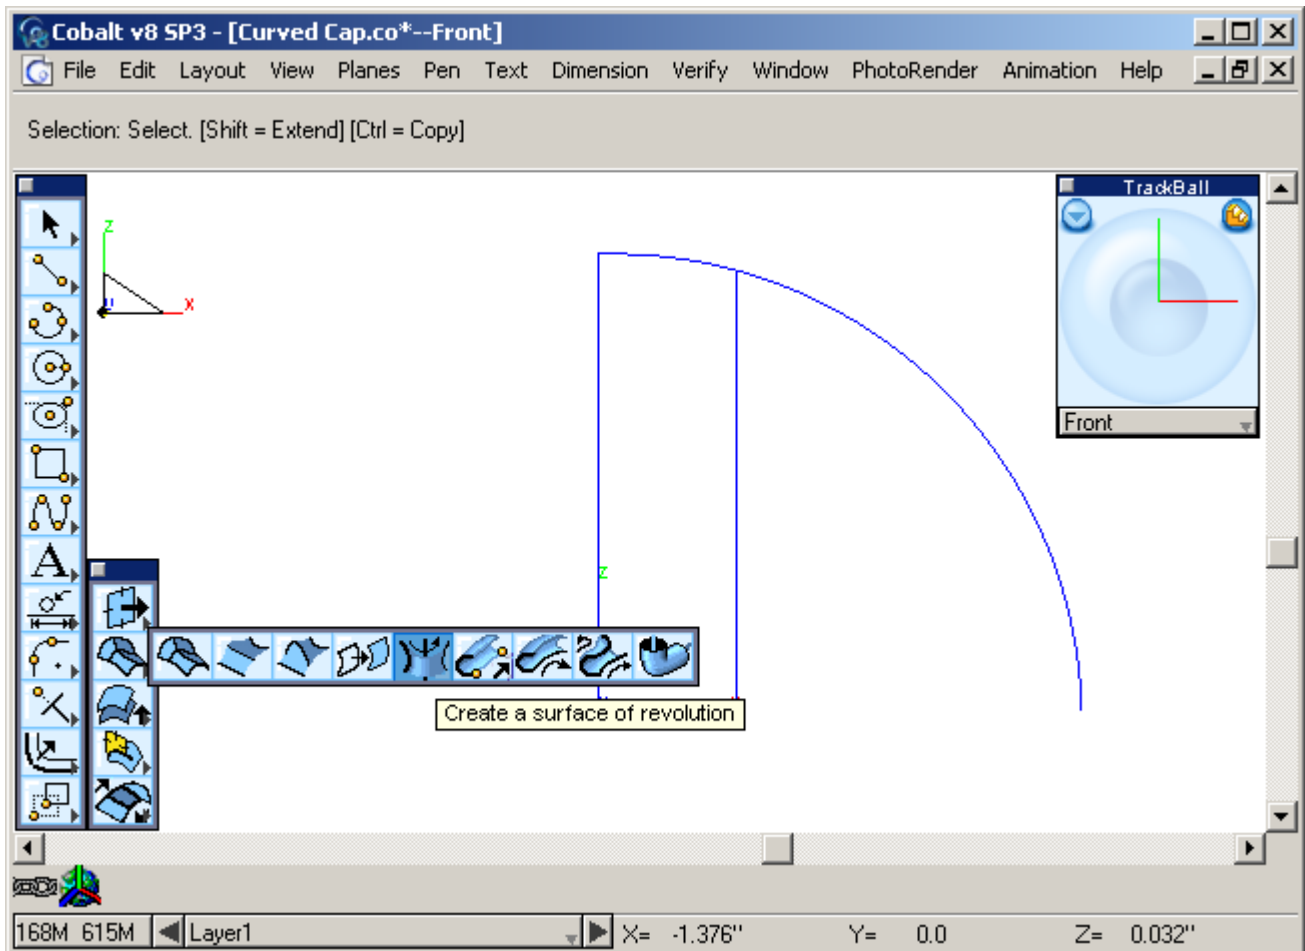 Cobalt v8 SP3 - [Curved Cap.co*--Front]
File Edit Layout View Planes Pen Text Dimension Verify Window PhotoRender Animation Help
Selection: Select. [Shift = Extend] [Ctrl = Copy]
TrackBall
z
x
Front
A
z
Create a surface of revolution
168M 615M Layer1 X= -1.376" Y= 0.0 Z= 0.032"